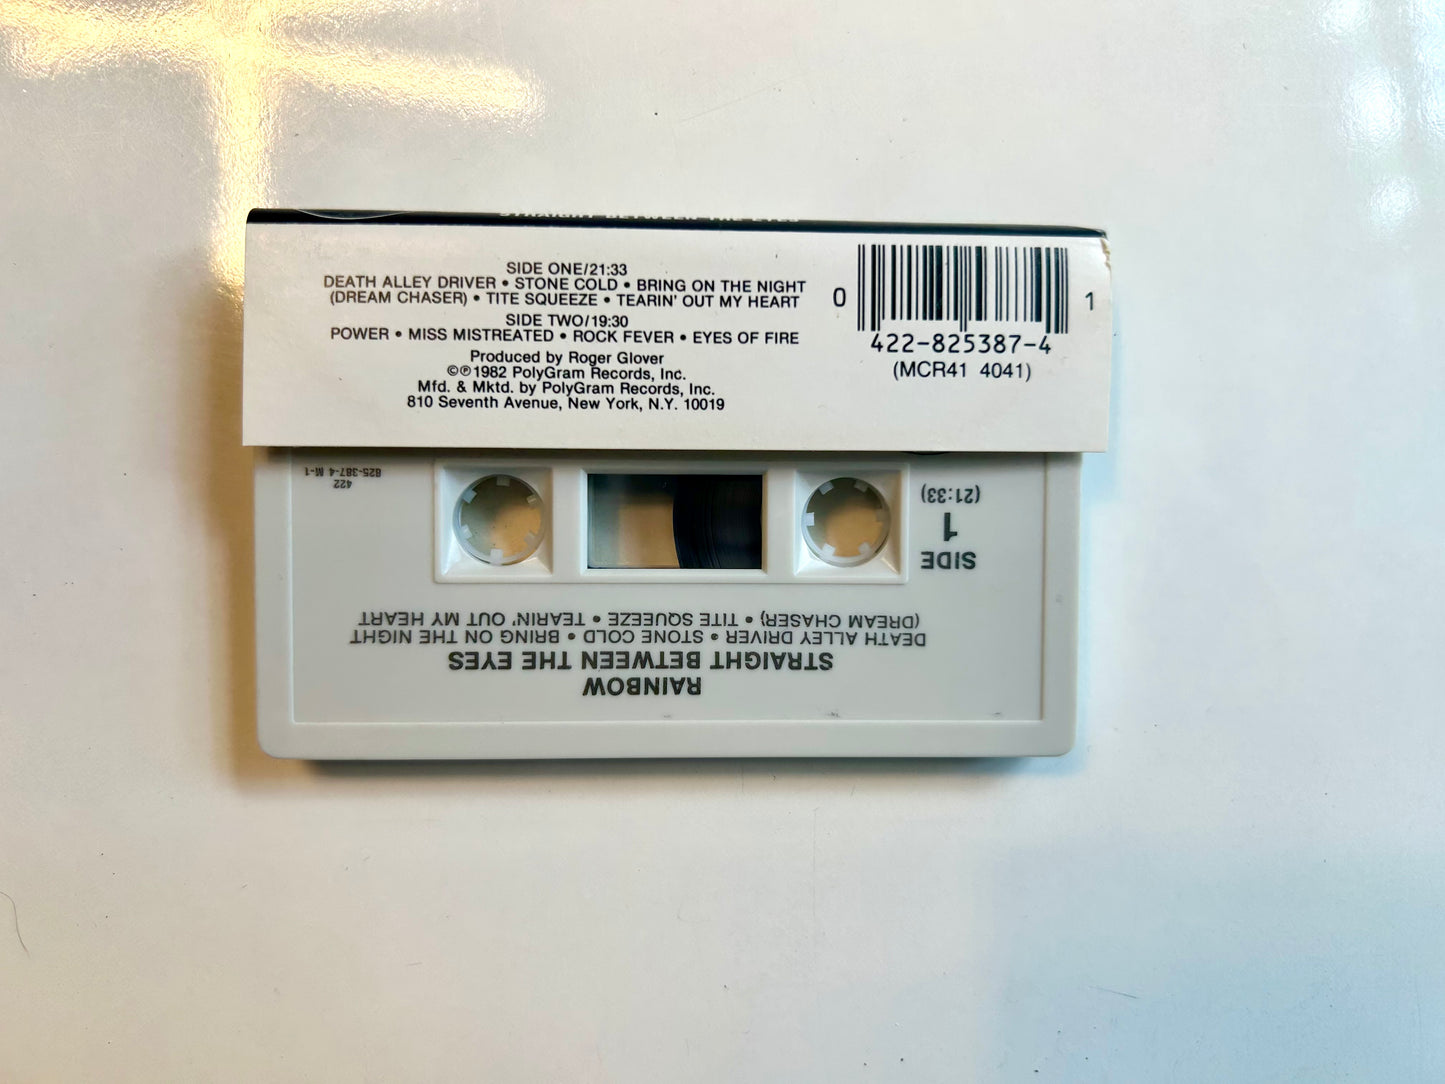 STRAIGHT BETWEEN THE EYES
SIDE ONE/21:33
DEATH ALLEY DRIVER • STONE COLD • BRING ON THE NIGHT
(DREAM CHASER) • TITE SQUEEZE • TEARIN' OUT MY HEART
SIDE TWO/19:30
POWER • MISS MISTREATED • ROCK FEVER • EYES OF FIRE
Produced by Roger Glover
©℗1982 PolyGram Records, Inc.
Mfd. & Mktd. by PolyGram Records, Inc.
810 Seventh Avenue, New York, N.Y. 10019
0 1
422-825387-4
(MCR41 4041)
RAINBOW
STRAIGHT BETWEEN THE EYES
DEATH ALLEY DRIVER • STONE COLD • BRING ON THE NIGHT
(DREAM CHASER) • TITE SQUEEZE • TEARIN' OUT MY HEART
SIDE
1
(21:33)
422
825-387-4 M-1